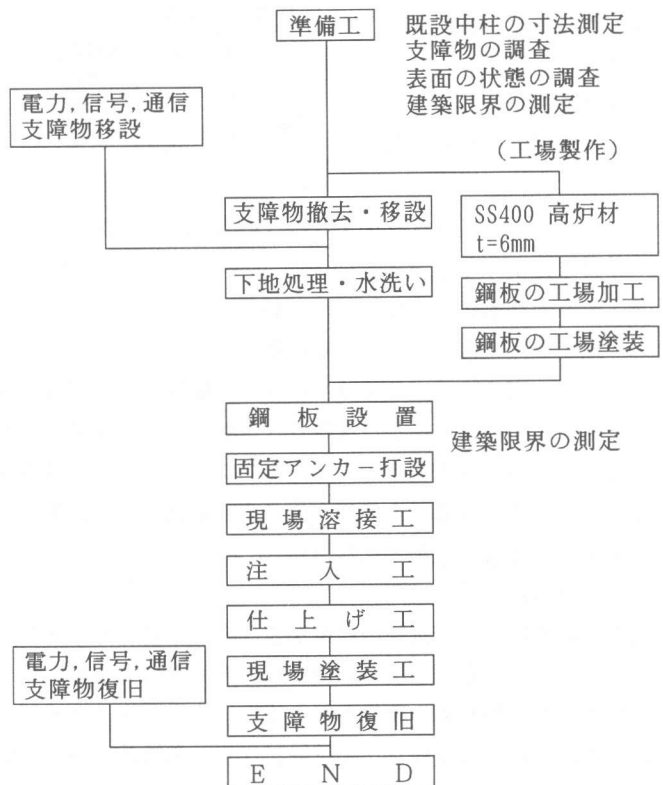 準備工
既設中柱の寸法測定
支障物の調査
表面の状態の調査
建築限界の測定
電力,信号,通信
支障物移設
(工場製作)
支障物撤去・移設
SS400 高炉材
t=6mm
下地処理・水洗い
鋼板の工場加工
鋼板の工場塗装
鋼板設置
建築限界の測定
固定アンカー打設
現場溶接工
注入工
仕上げ工
電力,信号,通信
支障物復旧
現場塗装工
支障物復旧
END